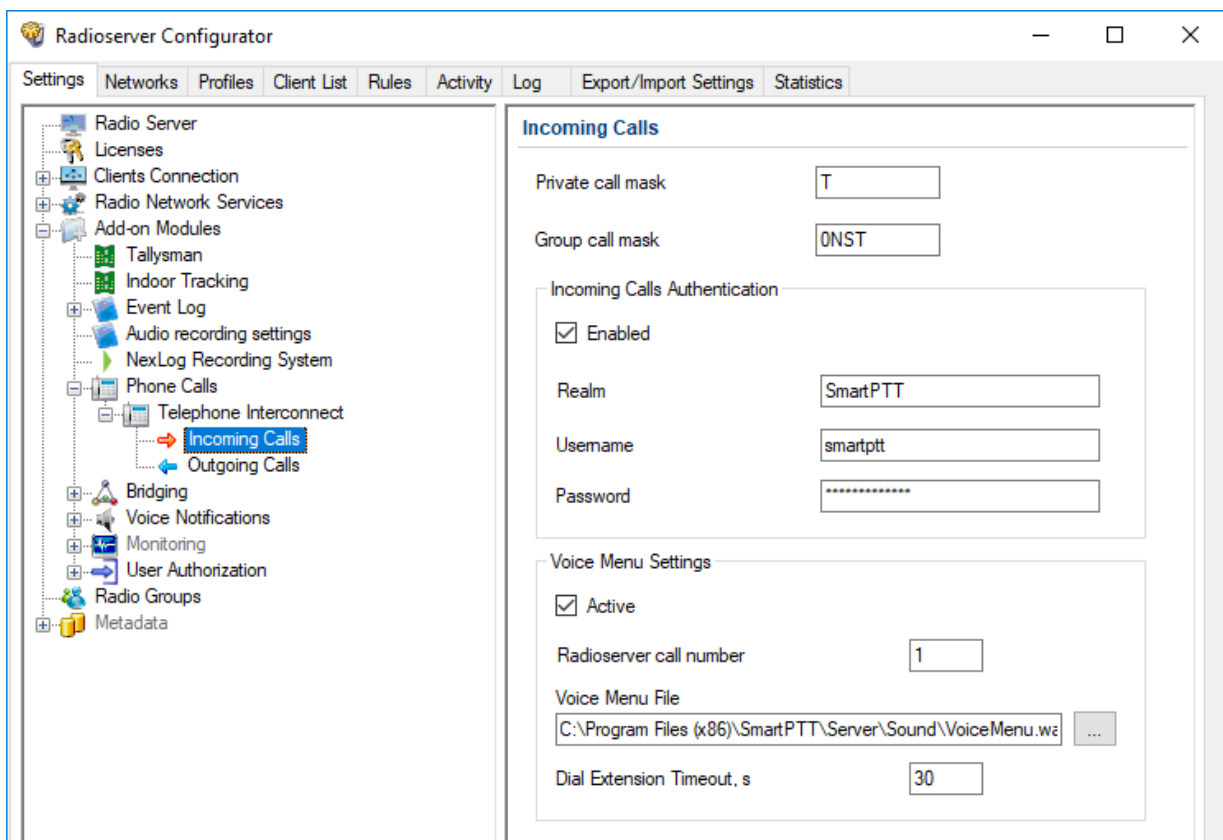 Radioserver Configurator
Settings Networks Profiles Client List Rules Activity Log Export/Import Settings Statistics
Radio Server
Licenses
Clients Connection
Radio Network Services
Add-on Modules
Tallysman
Indoor Tracking
Event Log
Audio recording settings
NexLog Recording System
Phone Calls
Telephone Interconnect
Incoming Calls
Outgoing Calls
Bridging
Voice Notifications
Monitoring
User Authorization
Radio Groups
Metadata
Incoming Calls
Private call mask T
Group call mask 0NST
Incoming Calls Authentication
Enabled
Realm SmartPTT
Username smartptt
Password *************
Voice Menu Settings
Active
Radioserver call number 1
Voice Menu File
C:\Program Files (x86)\SmartPTT\Server\Sound\VoiceMenu.wa ...
Dial Extension Timeout, s 30